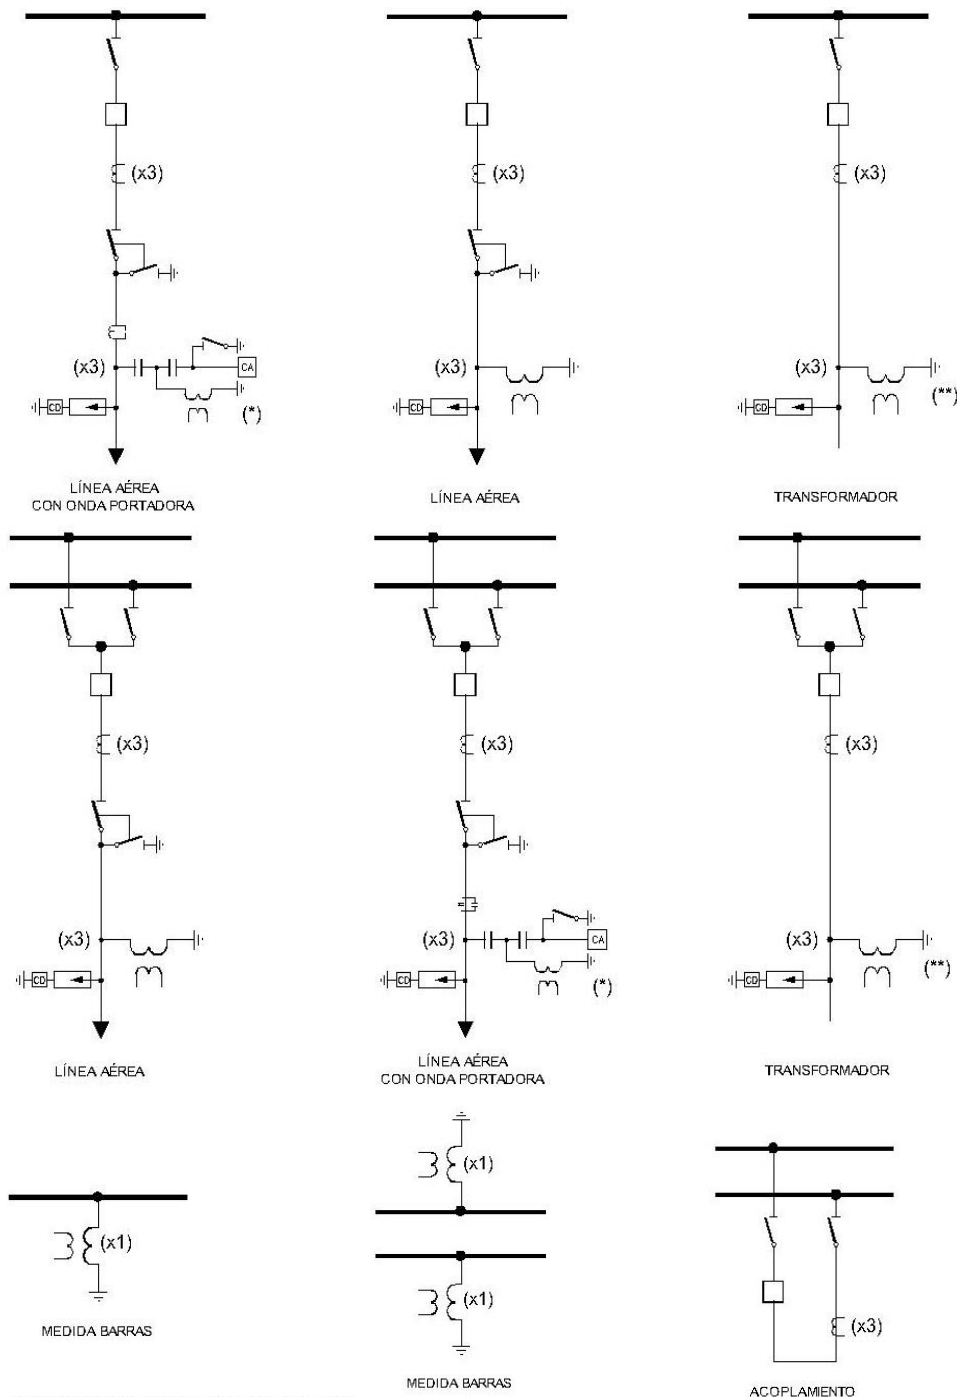 (x3)
(x3)
(x3)
(x3)
CA
CD
(*)
(x3)
CD
(x3)
CD
(**)
LÍNEA AÉREA
CON ONDA PORTADORA
LÍNEA AÉREA
TRANSFORMADOR
(x3)
(x3)
(x3)
(x3)
CD
(x3)
CA
CD
(*)
(x3)
CD
(**)
LÍNEA AÉREA
LÍNEA AÉREA
CON ONDA PORTADORA
TRANSFORMADOR
(x1)
MEDIDA BARRAS
(x1)
(x1)
MEDIDA BARRAS
(x3)
ACOPLAMIENTO